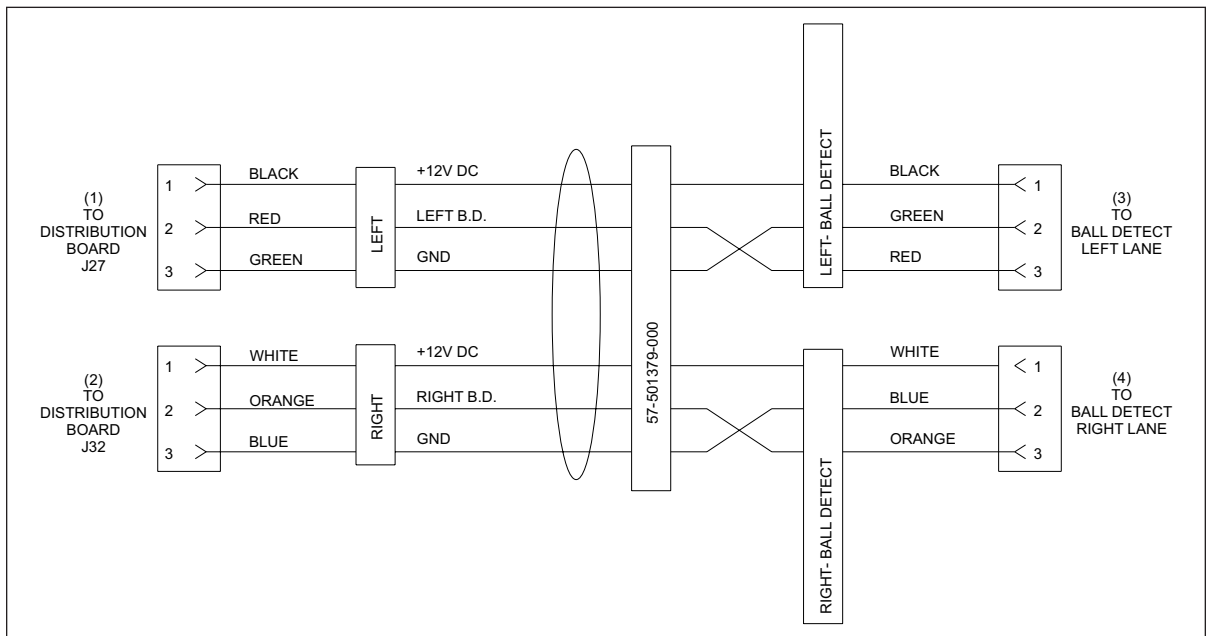 (1)
TO
DISTRIBUTION
BOARD
J27
1
2
3
BLACK
RED
GREEN
LEFT
+12V DC
LEFT B.D.
GND
57-501379-000
LEFT- BALL DETECT
BLACK
GREEN
RED
1
2
3
(3)
TO
BALL DETECT
LEFT LANE
(2)
TO
DISTRIBUTION
BOARD
J32
1
2
3
WHITE
ORANGE
BLUE
RIGHT
+12V DC
RIGHT B.D.
GND
RIGHT- BALL DETECT
WHITE
BLUE
ORANGE
1
2
3
(4)
TO
BALL DETECT
RIGHT LANE